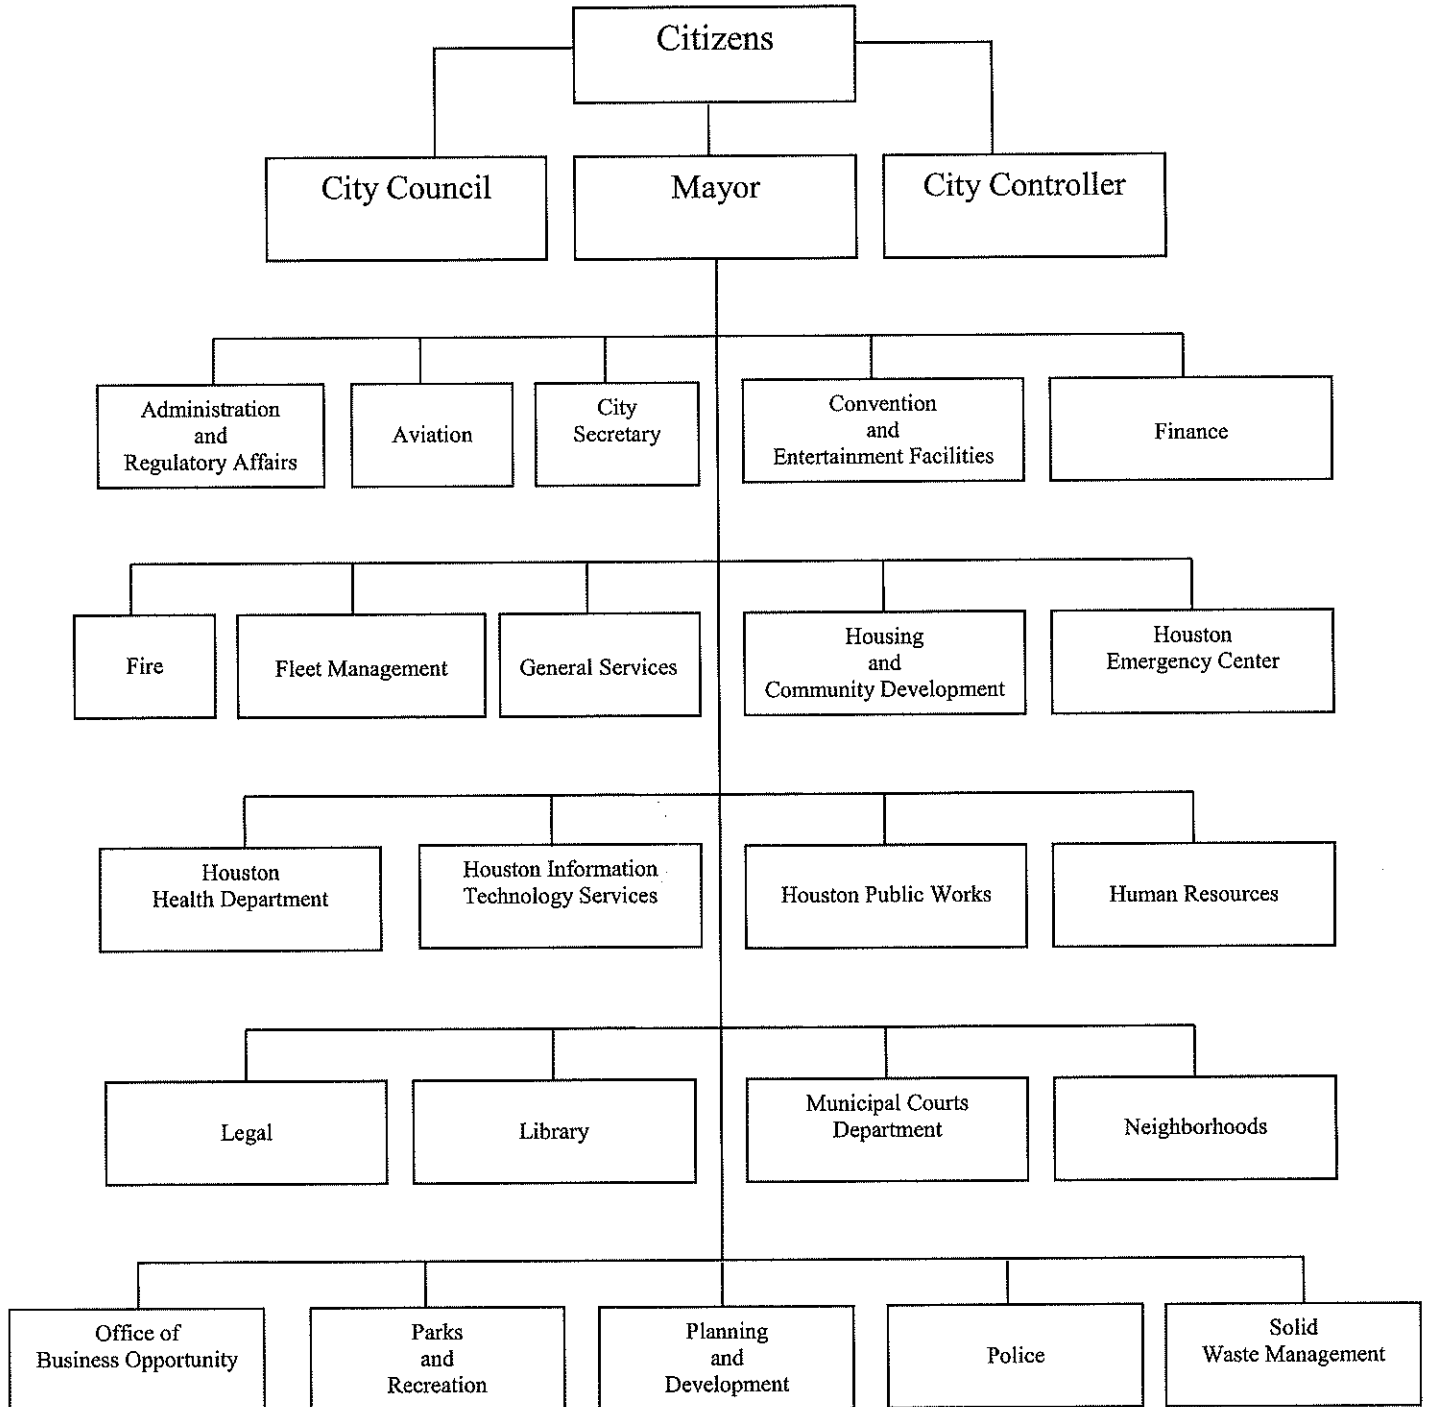 Citizens
City Council
Mayor
City Controller
Administration
and
Regulatory Affairs
Aviation
City
Secretary
Convention
and
Entertainment Facilities
Finance
Fire
Fleet Management
General Services
Housing
and
Community Development
Houston
Emergency Center
Houston
Health Department
Houston Information
Technology Services
Houston Public Works
Human Resources
Legal
Library
Municipal Courts
Department
Neighborhoods
Office of
Business Opportunity
Parks
and
Recreation
Planning
and
Development
Police
Solid
Waste Management